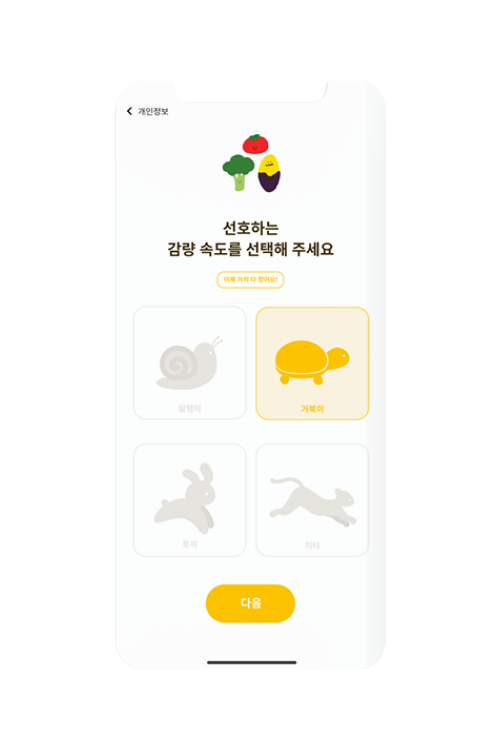 개인정보
선호하는
감량 속도를 선택해 주세요
이제 거의 다 왔어요!
달팽이
거북이
토끼
치타
다음